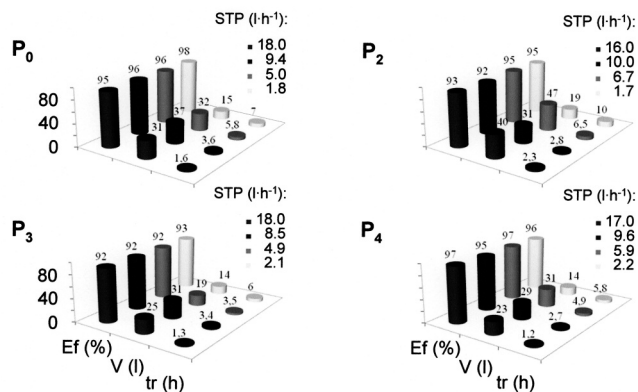 STP (l·h⁻¹):
P0
18.0
9.4
5.0
1.8
95 96 96 98
31 37 32 15
1,6 3,6 5,8 7
80
40
0
STP (l·h⁻¹):
P2
16.0
10.0
6.7
1.7
93 92 95 95
40 31 47 19
2,3 2,8 6,5 10
STP (l·h⁻¹):
P3
18.0
8.5
4.9
2.1
92 92 92 93
25 31 19 14
1,3 3,4 3,5 6
80
40
0
Ef (%)
V (l)
tr (h)
STP (l·h⁻¹):
P4
17.0
9.6
5.9
2.2
97 95 97 96
23 29 31 14
1,2 2,7 4,9 5,8
Ef (%)
V (l)
tr (h)